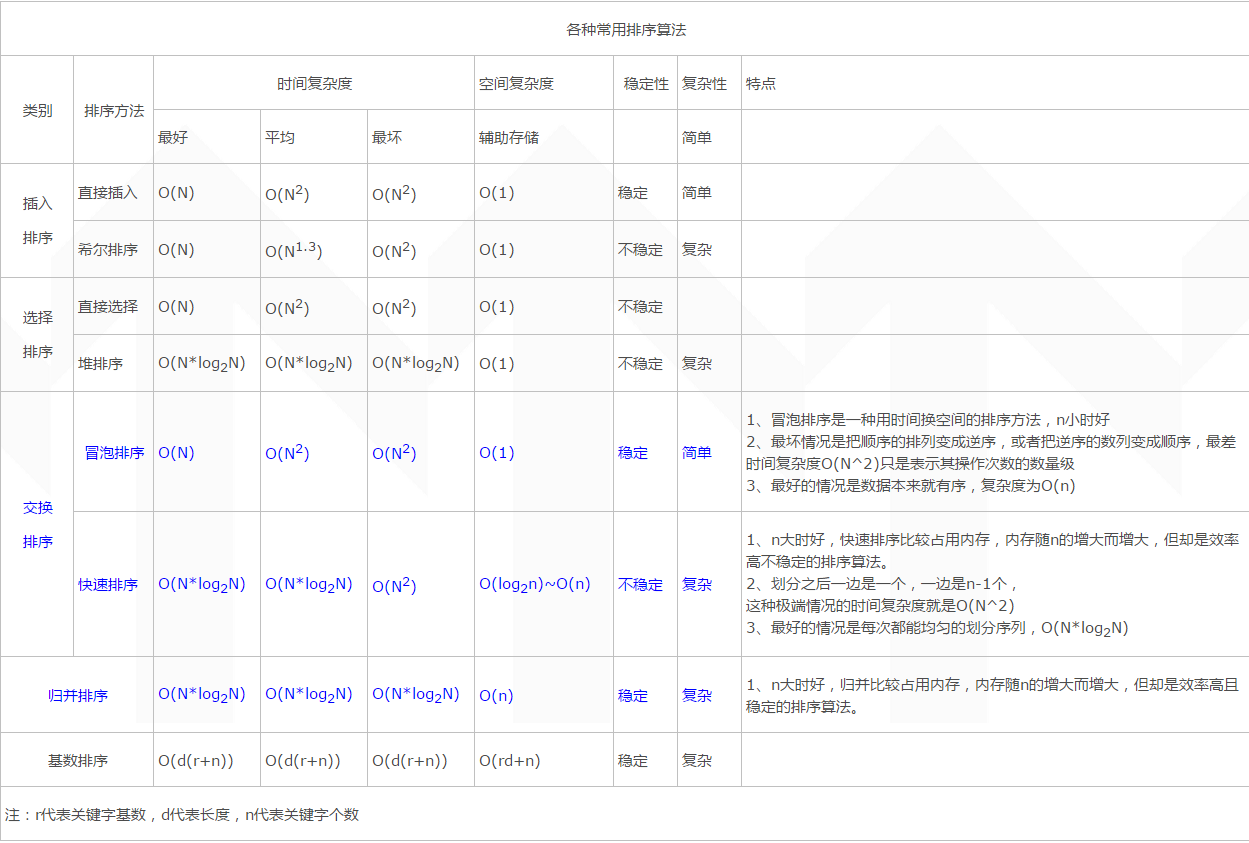 各种常用排序算法
类别 排序方法 时间复杂度 空间复杂度 稳定性 复杂性 特点
最好 平均 最坏 辅助存储 简单
插入
排序
直接插入 O(N) O(N²) O(N²) O(1) 稳定 简单
希尔排序 O(N) O(N¹·³) O(N²) O(1) 不稳定 复杂
选择
排序
直接选择 O(N) O(N²) O(N²) O(1) 不稳定
堆排序 O(N*log₂N) O(N*log₂N) O(N*log₂N) O(1) 不稳定 复杂
交换
排序
冒泡排序 O(N) O(N²) O(N²) O(1) 稳定 简单
1、冒泡排序是一种用时间换空间的排序方法，n小时好
2、最坏情况是把顺序的排列变成逆序，或者把逆序的数列变成顺序，最差
时间复杂度O(N^2)只是表示其操作次数的数量级
3、最好的情况是数据本来就有序，复杂度为O(n)
快速排序 O(N*log₂N) O(N*log₂N) O(N²) O(log₂n)~O(n) 不稳定 复杂
1、n大时好，快速排序比较占用内存，内存随n的增大而增大，但却是效率
高不稳定的排序算法。
2、划分之后一边是一个，一边是n-1个，
这种极端情况的时间复杂度就是O(N^2)
3、最好的情况是每次都能均匀的划分序列，O(N*log₂N)
归并排序 O(N*log₂N) O(N*log₂N) O(N*log₂N) O(n) 稳定 复杂
1、n大时好，归并比较占用内存，内存随n的增大而增大，但却是效率高且
稳定的排序算法。
基数排序 O(d(r+n)) O(d(r+n)) O(d(r+n)) O(rd+n) 稳定 复杂
注：r代表关键字基数，d代表长度，n代表关键字个数